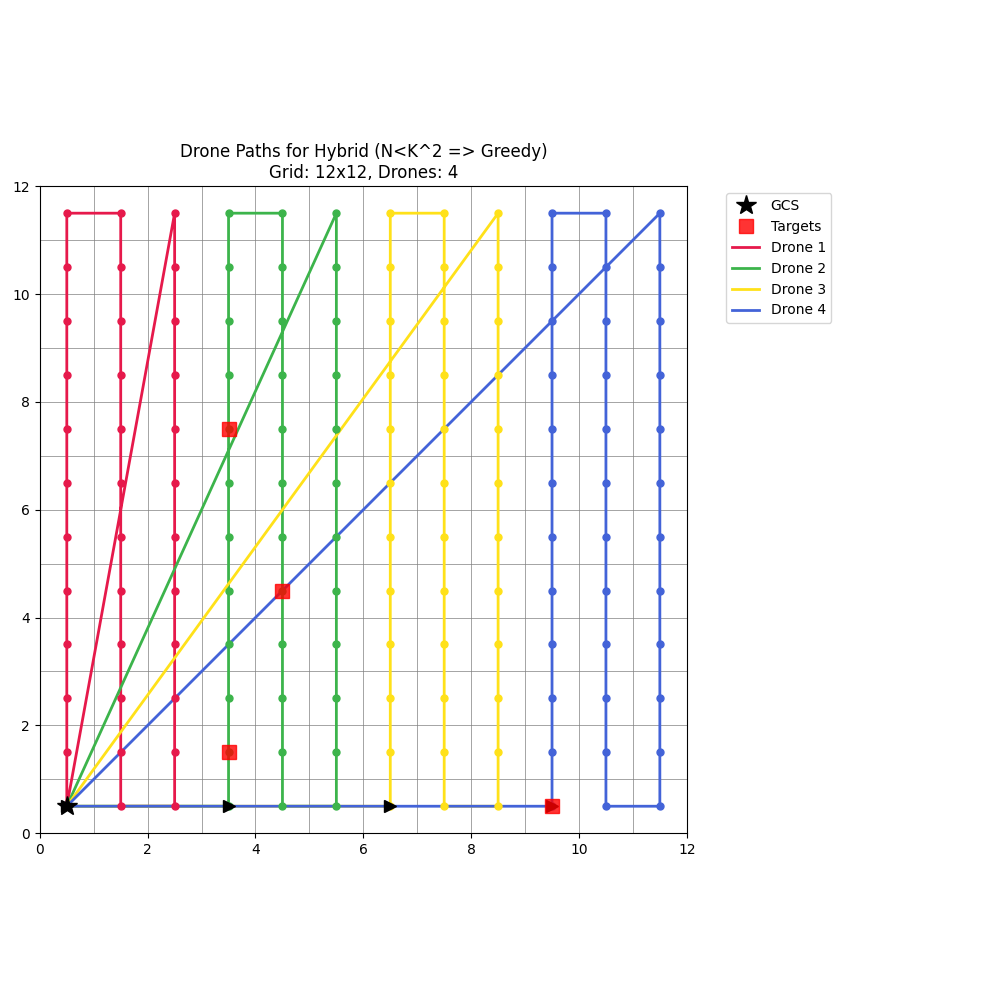 Drone Paths for Hybrid (N<K^2 => Greedy)
Grid: 12x12, Drones: 4
12
10
8
6
4
2
0
0 2 4 6 8 10 12
GCS
Targets
Drone 1
Drone 2
Drone 3
Drone 4